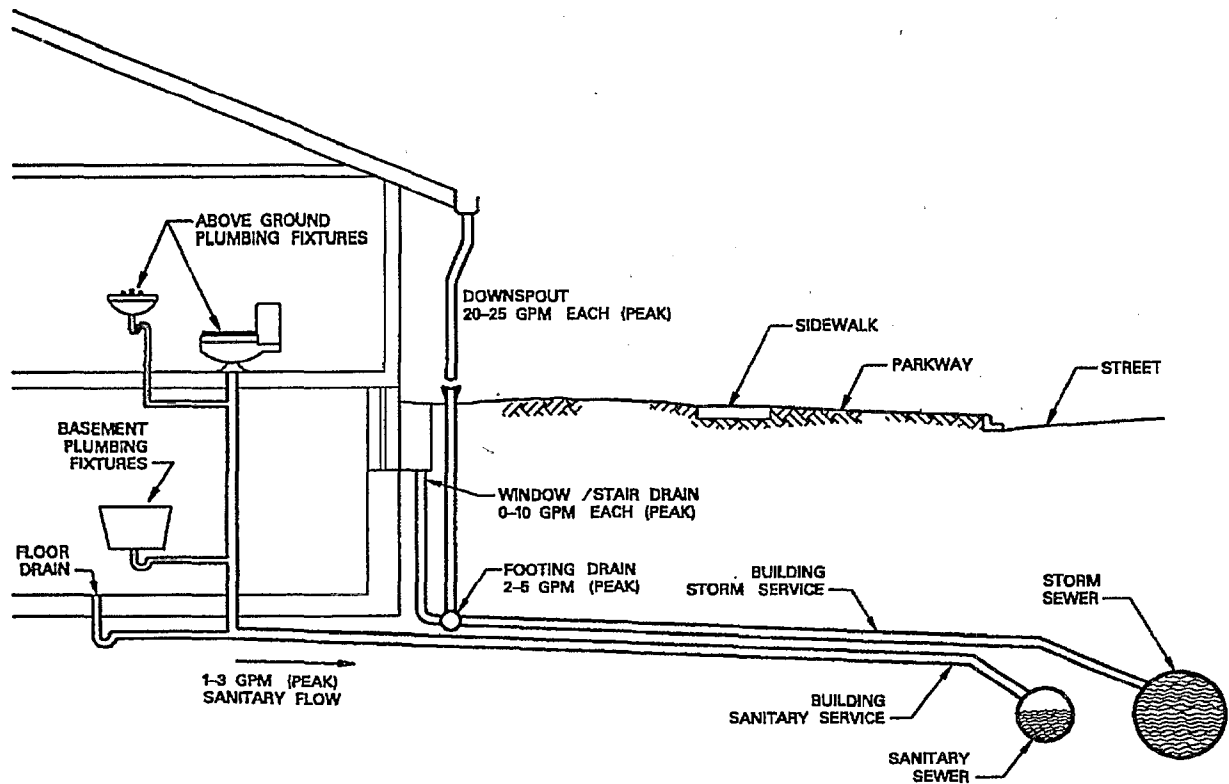 ABOVE GROUND
PLUMBING FIXTURES
DOWNSPOUT
20-25 GPM EACH (PEAK)
SIDEWALK
PARKWAY
STREET
BASEMENT
PLUMBING
FIXTURES
WINDOW /STAIR DRAIN
0-10 GPM EACH (PEAK)
FLOOR
DRAIN
FOOTING DRAIN
2-5 GPM (PEAK)
BUILDING
STORM SERVICE
STORM
SEWER
1-3 GPM (PEAK)
SANITARY FLOW
BUILDING
SANITARY SERVICE
SANITARY
SEWER